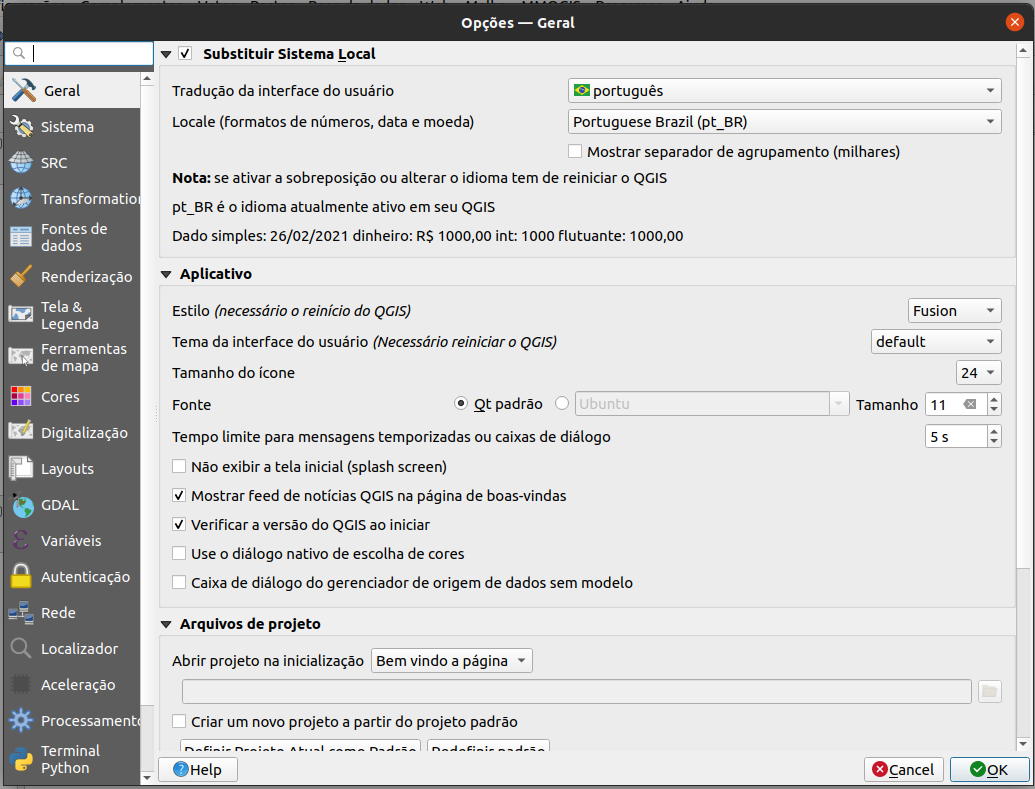 Opções — Geral
Geral
Sistema
SRC
Transformation
Fontes de
dados
Renderização
Tela &
Legenda
Ferramentas
de mapa
Cores
Digitalização
Layouts
GDAL
Variáveis
Autenticação
Rede
Localizador
Aceleração
Processamento
Terminal
Python
Substituir Sistema Local
Tradução da interface do usuário
português
Locale (formatos de números, data e moeda)
Portuguese Brazil (pt_BR)
Mostrar separador de agrupamento (milhares)
Nota: se ativar a sobreposição ou alterar o idioma tem de reiniciar o QGIS
pt_BR é o idioma atualmente ativo em seu QGIS
Dado simples: 26/02/2021 dinheiro: R$ 1000,00 int: 1000 flutuante: 1000,00
Aplicativo
Estilo (necessário o reinício do QGIS)
Fusion
Tema da interface do usuário (Necessário reiniciar o QGIS)
default
Tamanho do ícone
24
Fonte
Qt padrão
Ubuntu
Tamanho
11
Tempo limite para mensagens temporizadas ou caixas de diálogo
5 s
Não exibir a tela inicial (splash screen)
Mostrar feed de notícias QGIS na página de boas-vindas
Verificar a versão do QGIS ao iniciar
Use o diálogo nativo de escolha de cores
Caixa de diálogo do gerenciador de origem de dados sem modelo
Arquivos de projeto
Abrir projeto na inicialização
Bem vindo a página
Criar um novo projeto a partir do projeto padrão
Definir Projeto Atual como Padrão
Redefinir padrão
Help
Cancel
OK